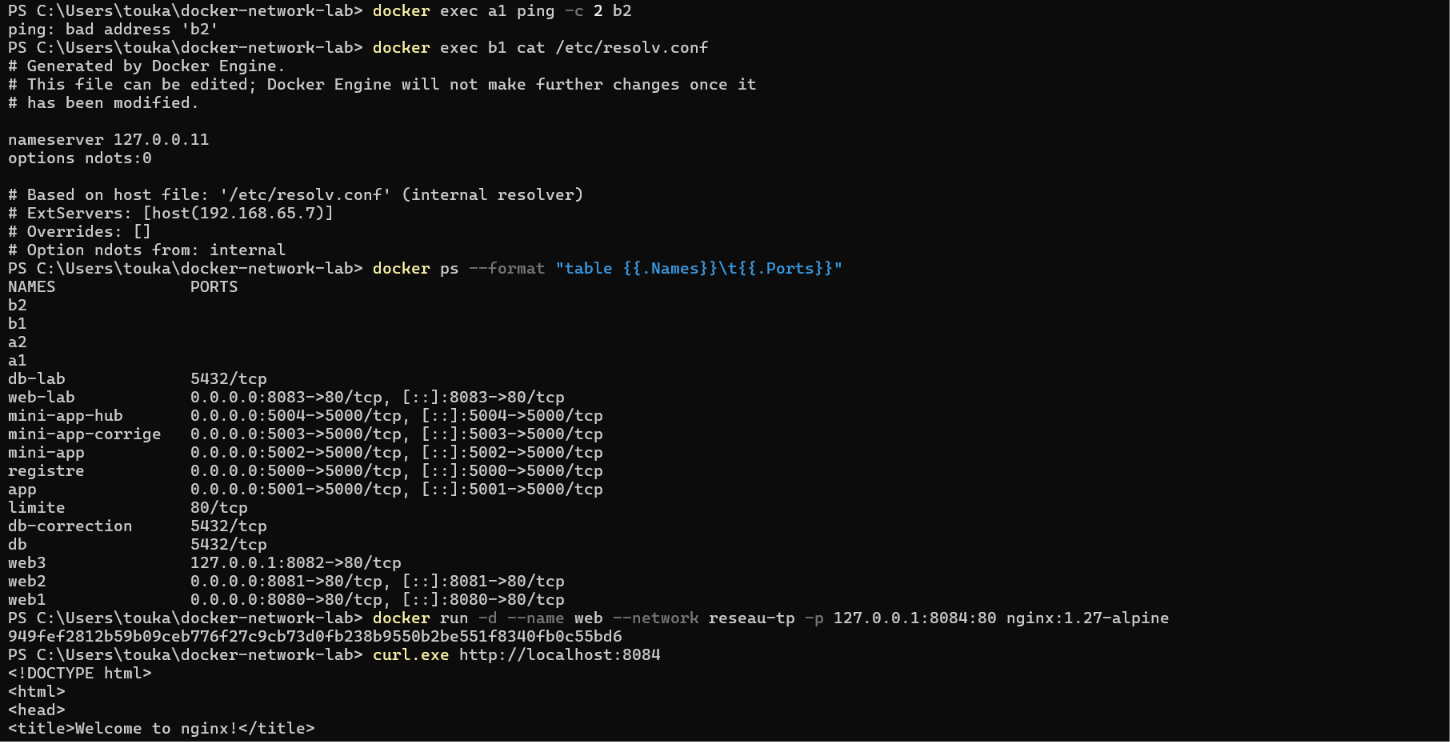 PS C:\Users\touka\docker-network-lab> docker exec a1 ping -c 2 b2
ping: bad address 'b2'
PS C:\Users\touka\docker-network-lab> docker exec b1 cat /etc/resolv.conf
# Generated by Docker Engine.
# This file can be edited; Docker Engine will not make further changes once it
# has been modified.

nameserver 127.0.0.11
options ndots:0

# Based on host file: '/etc/resolv.conf' (internal resolver)
# ExtServers: [host(192.168.65.7)]
# Overrides: []
# Option ndots from: internal
PS C:\Users\touka\docker-network-lab> docker ps --format "table {{.Names}}\t{{.Ports}}"
NAMES              PORTS
b2
b1
a2
a1
db-lab             5432/tcp
web-lab            0.0.0.0:8083->80/tcp, [::]:8083->80/tcp
mini-app-hub       0.0.0.0:5004->5000/tcp, [::]:5004->5000/tcp
mini-app-corrige   0.0.0.0:5003->5000/tcp, [::]:5003->5000/tcp
mini-app           0.0.0.0:5002->5000/tcp, [::]:5002->5000/tcp
registre           0.0.0.0:5000->5000/tcp, [::]:5000->5000/tcp
app                0.0.0.0:5001->5000/tcp, [::]:5001->5000/tcp
limite             80/tcp
db-correction      5432/tcp
db                 5432/tcp
web3               127.0.0.1:8082->80/tcp
web2               0.0.0.0:8081->80/tcp, [::]:8081->80/tcp
web1               0.0.0.0:8080->80/tcp, [::]:8080->80/tcp
PS C:\Users\touka\docker-network-lab> docker run -d --name web --network reseau-tp -p 127.0.0.1:8084:80 nginx:1.27-alpine
949fef2812b59b09ceb776f27c9cb73d0fb238b9550b2be551f8340fb0c55bd6
PS C:\Users\touka\docker-network-lab> curl.exe http://localhost:8084
<!DOCTYPE html>
<html>
<head>
<title>Welcome to nginx!</title>